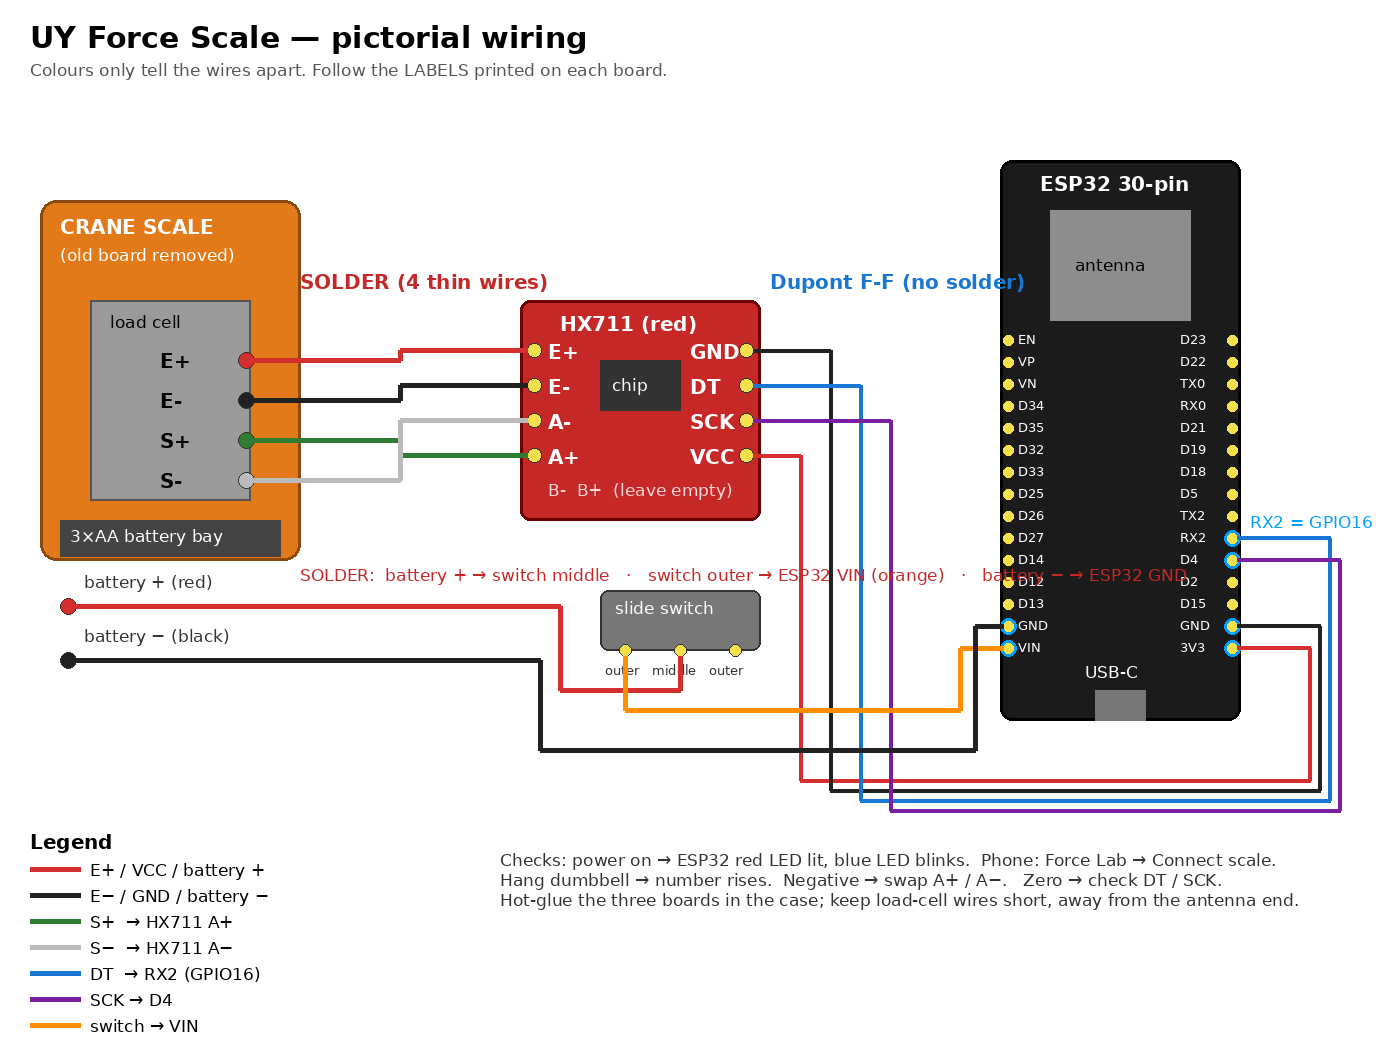 UY Force Scale — pictorial wiring
Colours only tell the wires apart. Follow the LABELS printed on each board.
ESP32 30-pin
antenna
CRANE SCALE
(old board removed)
SOLDER (4 thin wires)
Dupont F-F (no solder)
load cell
E+
E-
S+
S-
3×AA battery bay
HX711 (red)
E+
E-
A-
A+
chip
GND
DT
SCK
VCC
B-  B+  (leave empty)
EN
VP
VN
D34
D35
D32
D33
D25
D26
D27
D14
D12
D13
GND
VIN
D23
D22
TX0
RX0
D21
D19
D18
D5
TX2
RX2
D4
D2
D15
GND
3V3
RX2 = GPIO16
USB-C
SOLDER:  battery + → switch middle   ·   switch outer → ESP32 VIN (orange)   ·   battery − → ESP32 GND
battery + (red)
battery − (black)
slide switch
outer
middle
outer
Legend
E+ / VCC / battery +
E− / GND / battery −
S+  → HX711 A+
S−  → HX711 A−
DT  → RX2 (GPIO16)
SCK → D4
switch → VIN
Checks: power on → ESP32 red LED lit, blue LED blinks.  Phone: Force Lab → Connect scale.
Hang dumbbell → number rises.  Negative → swap A+ / A−.   Zero → check DT / SCK.
Hot-glue the three boards in the case; keep load-cell wires short, away from the antenna end.